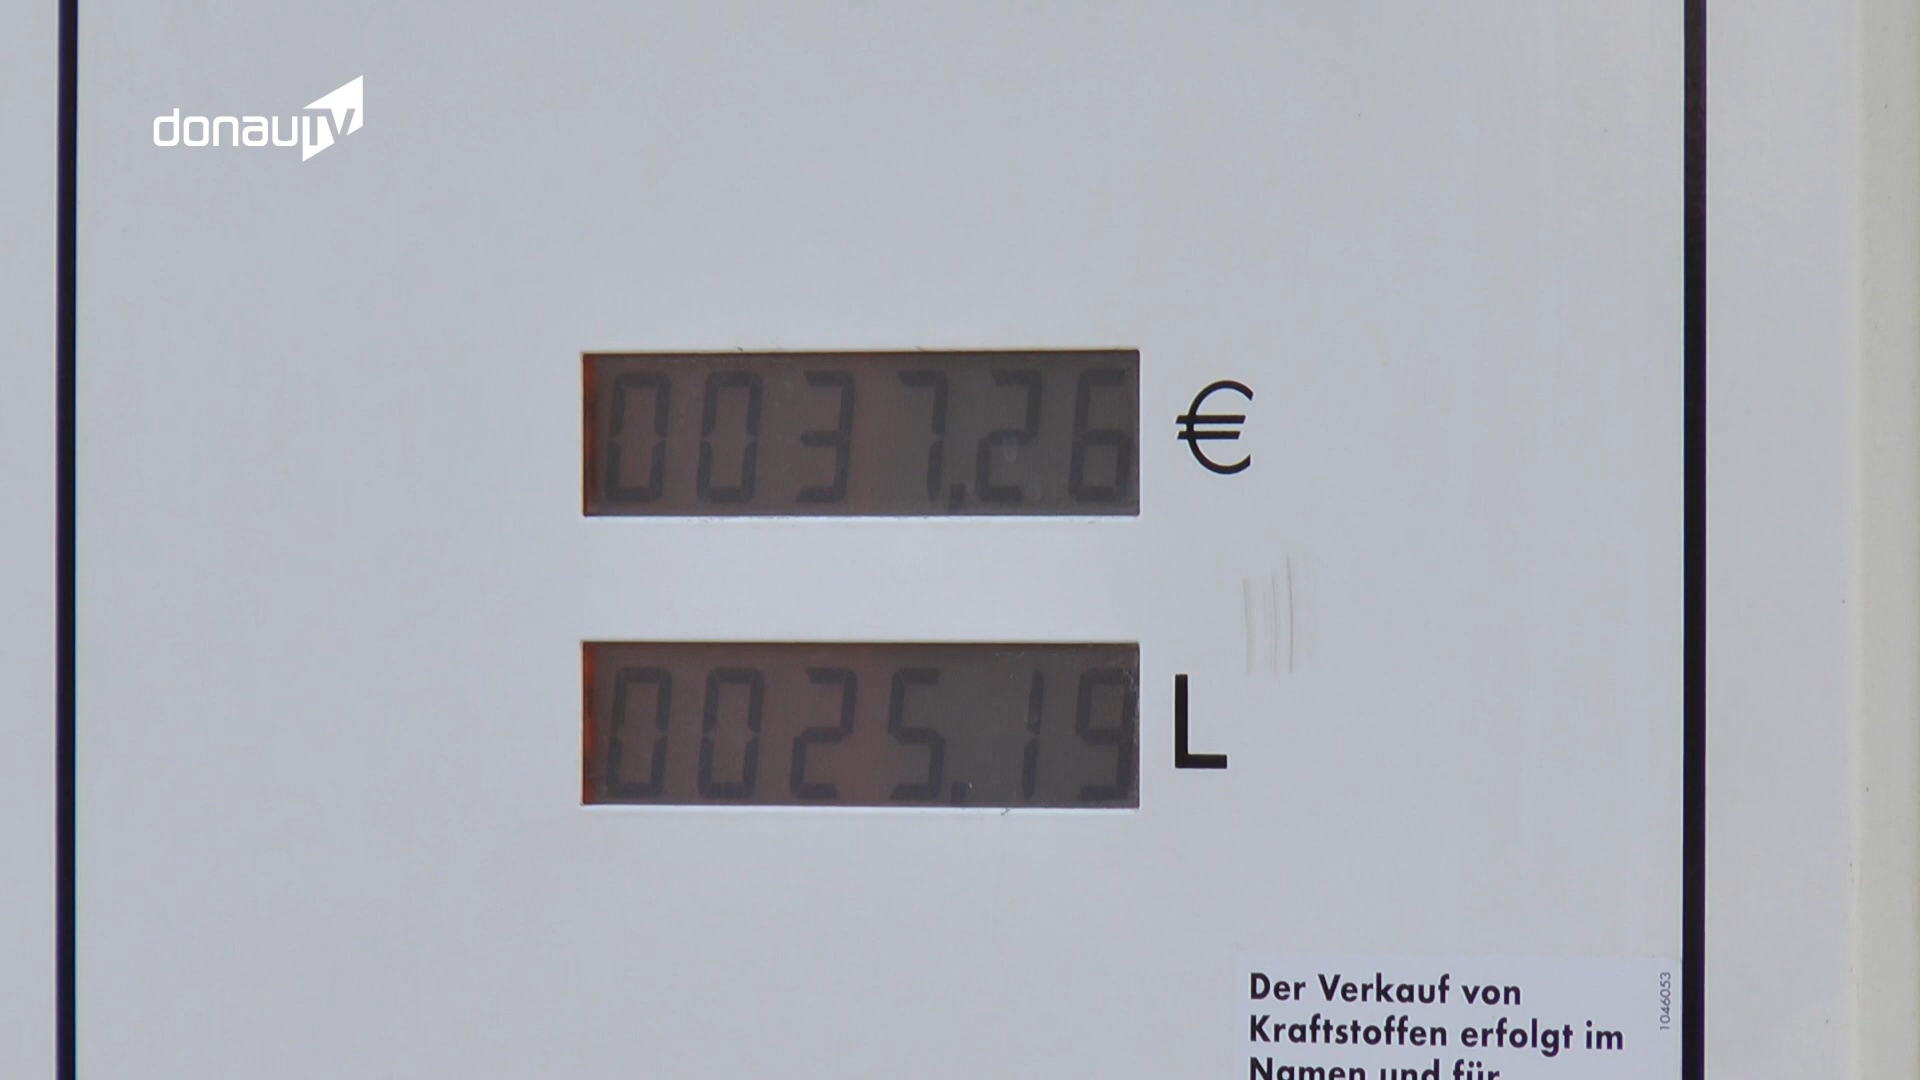 donauTV
0037,26 €
0025,19 L
Der Verkauf von
Kraftstoffen erfolgt im
Namen und für
1046053